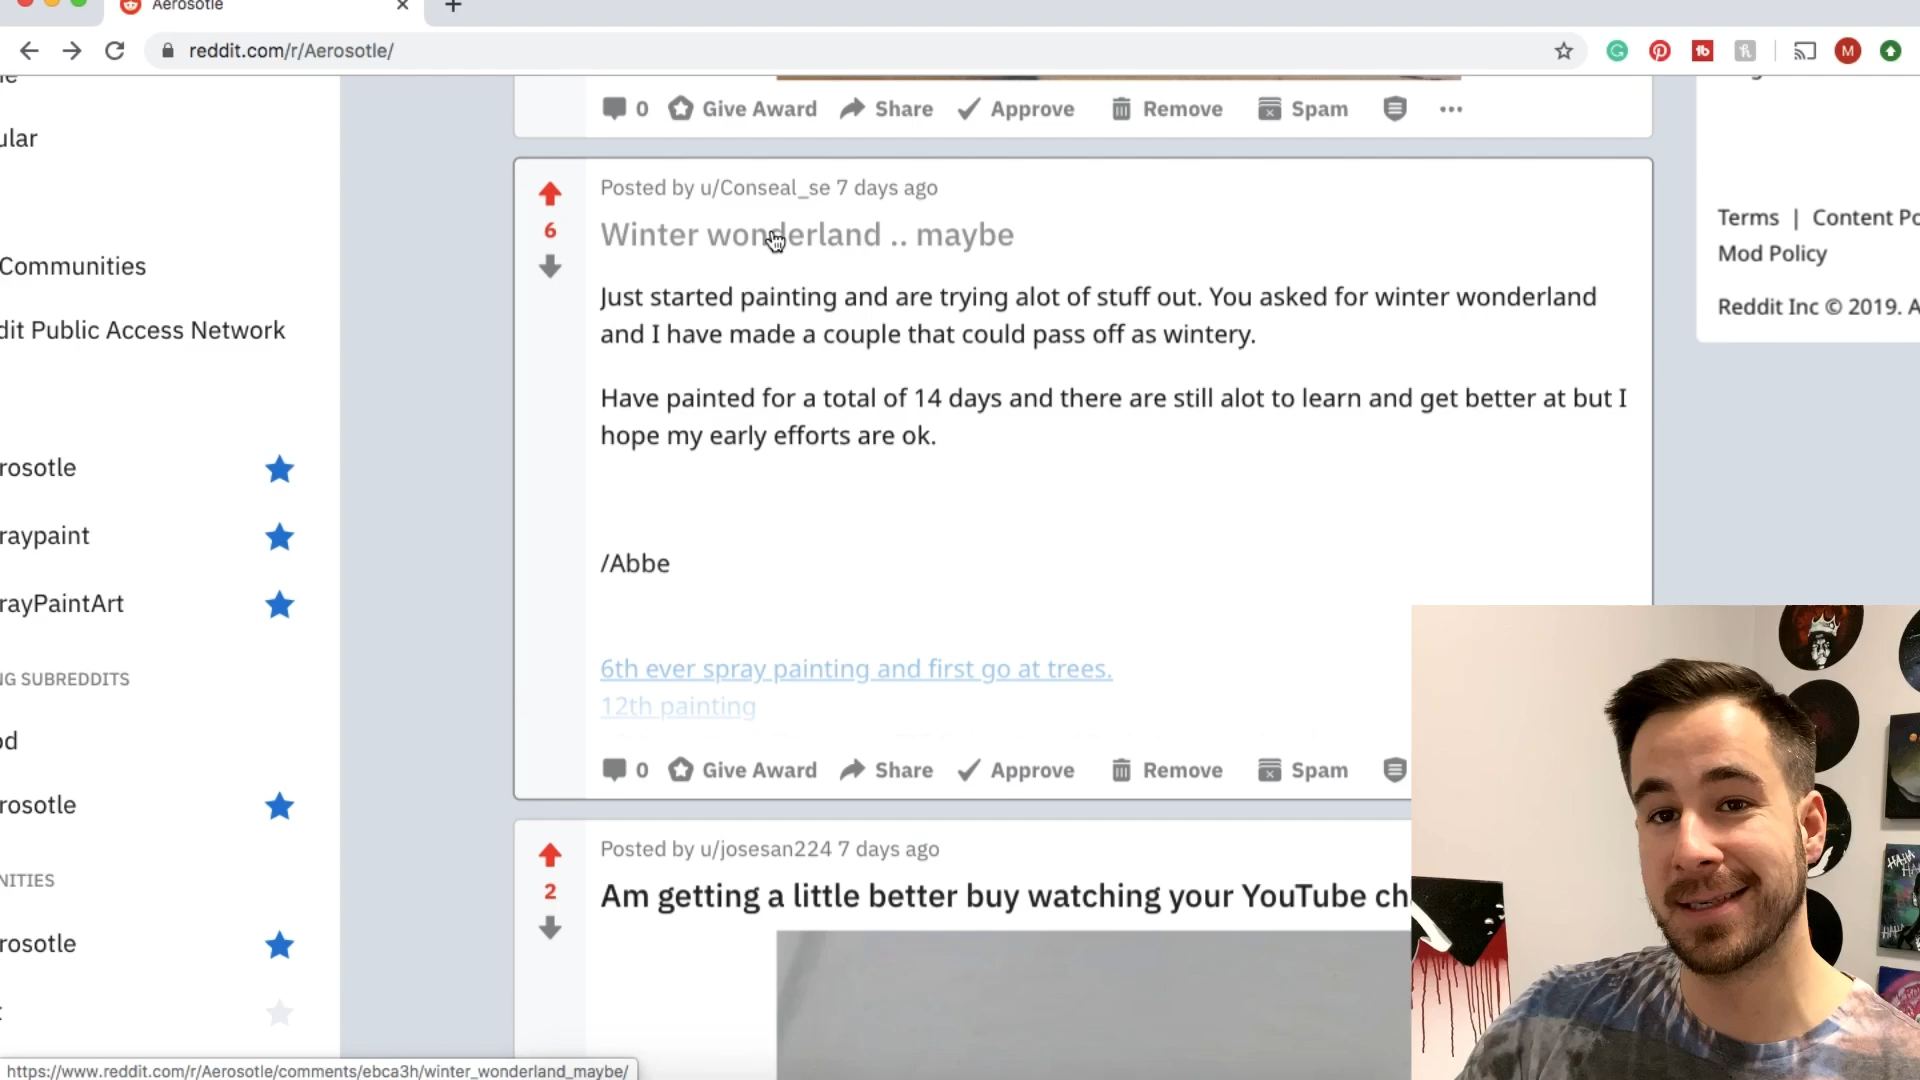 Aerosotle
reddit.com/r/Aerosotle/
0 Give Award Share Approve Remove Spam
ular
Communities
dit Public Access Network
rosotle
raypaint
rayPaintArt
NG SUBREDDITS
od
rosotle
NITIES
rosotle
Posted by u/Conseal_se 7 days ago
6
Winter wonderland .. maybe
Just started painting and are trying alot of stuff out. You asked for winter wonderland
and I have made a couple that could pass off as wintery.
Have painted for a total of 14 days and there are still alot to learn and get better at but I
hope my early efforts are ok.
/Abbe
6th ever spray painting and first go at trees.
12th painting
0 Give Award Share Approve Remove Spam
Posted by u/josesan224 7 days ago
2
Am getting a little better buy watching your YouTube ch
Terms | Content Po
Mod Policy
Reddit Inc © 2019. A
M
HAHA
https://www.reddit.com/r/Aerosotle/comments/ebca3h/winter_wonderland_maybe/